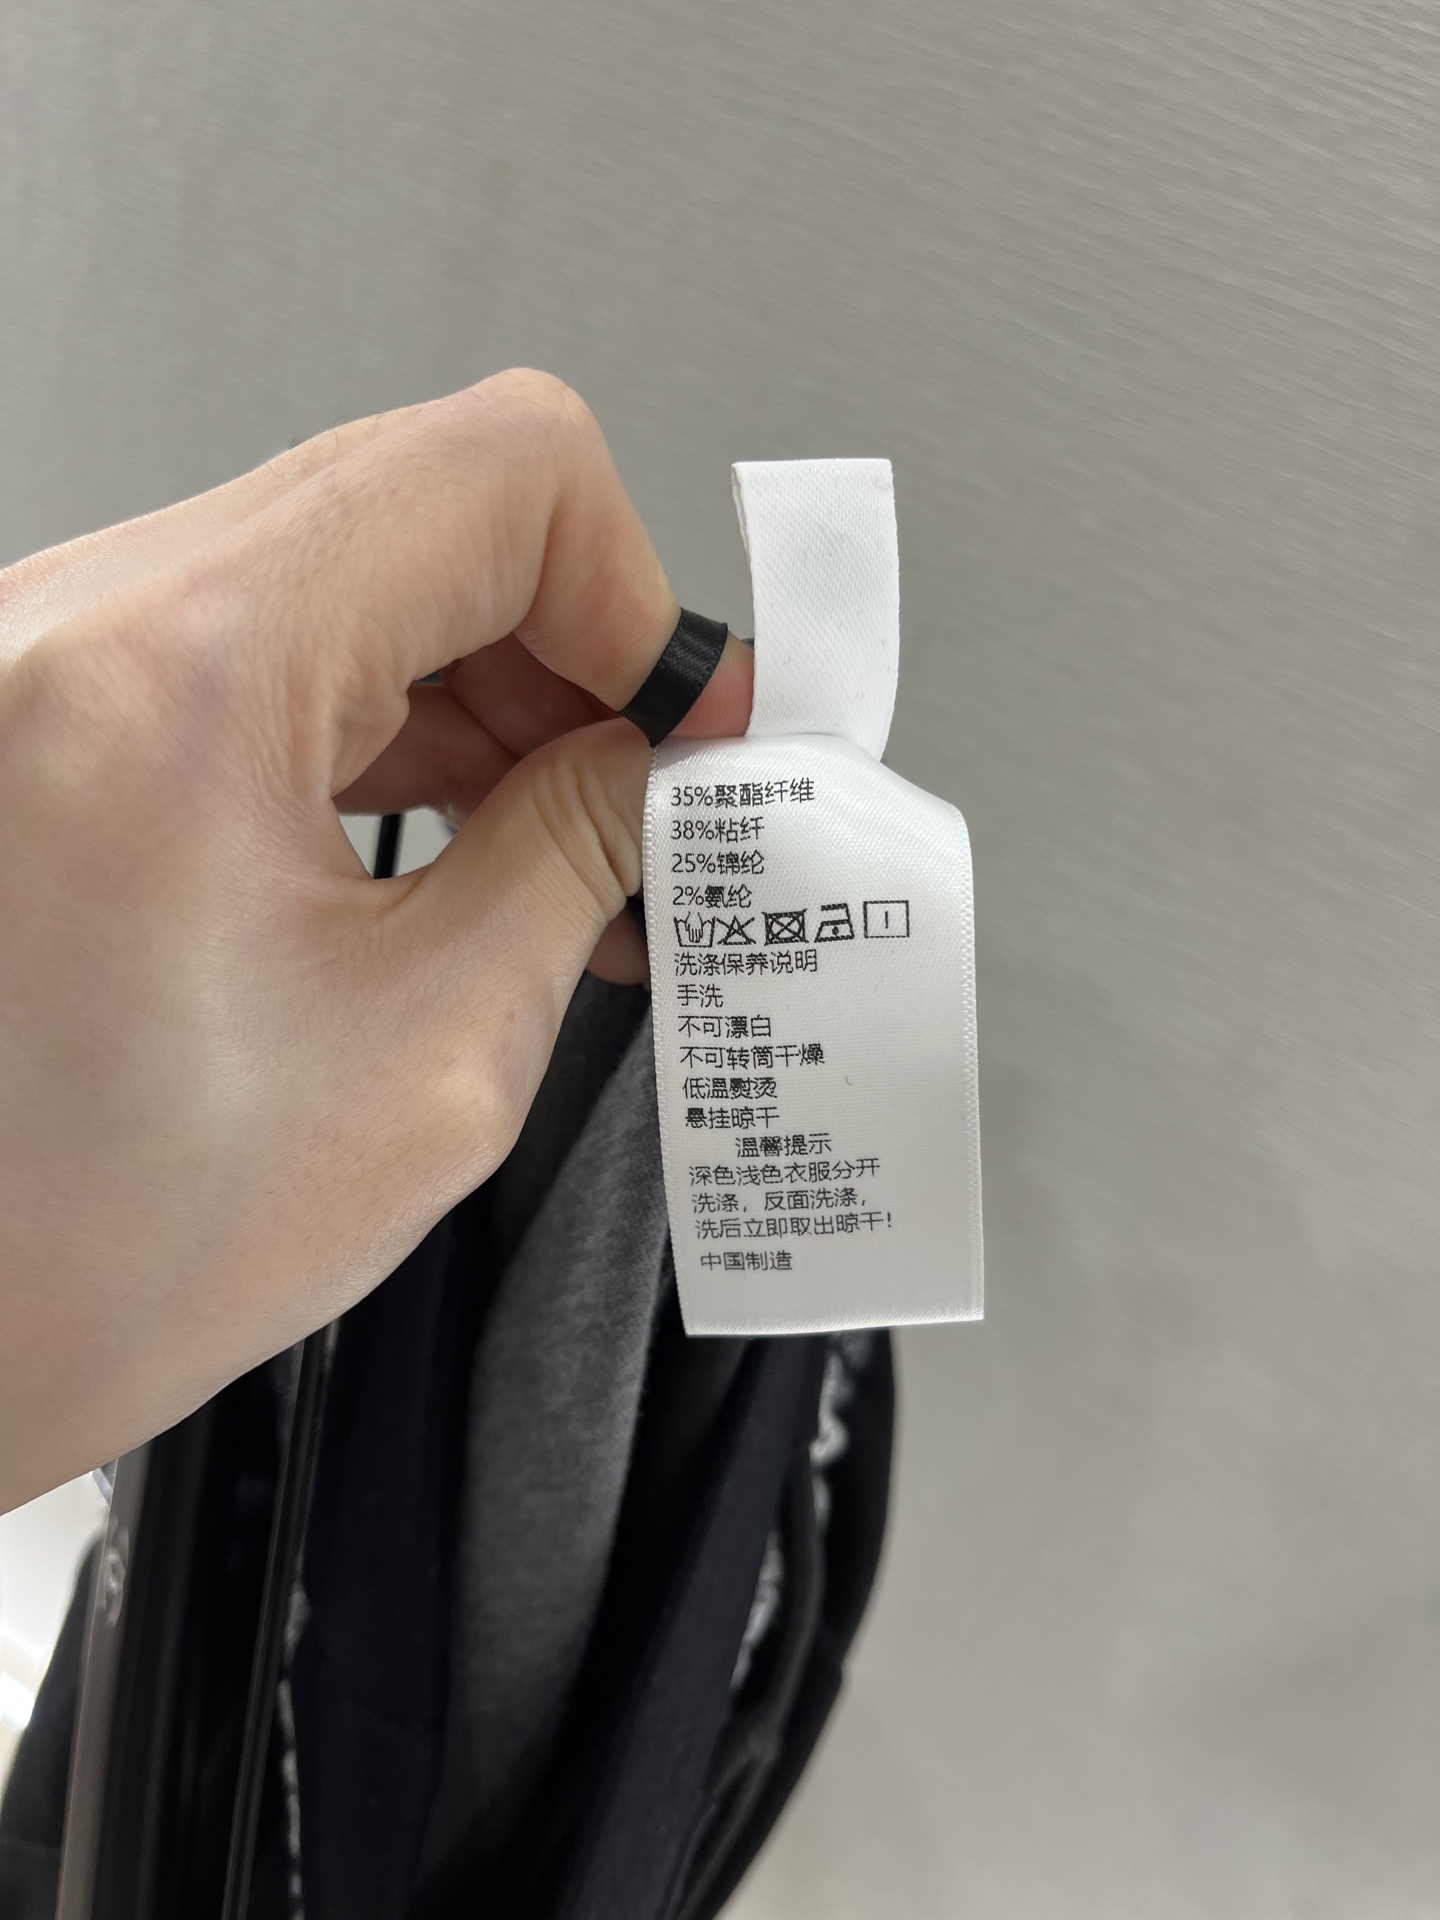 35%聚酯纤维
38%粘纤
25%锦纶
2%氨纶
洗涤保养说明
手洗
不可漂白
不可转筒干燥
低温熨烫
悬挂晾干
温馨提示
深色浅色衣服分开
洗涤，反面洗涤，
洗后立即取出晾干！
中国制造